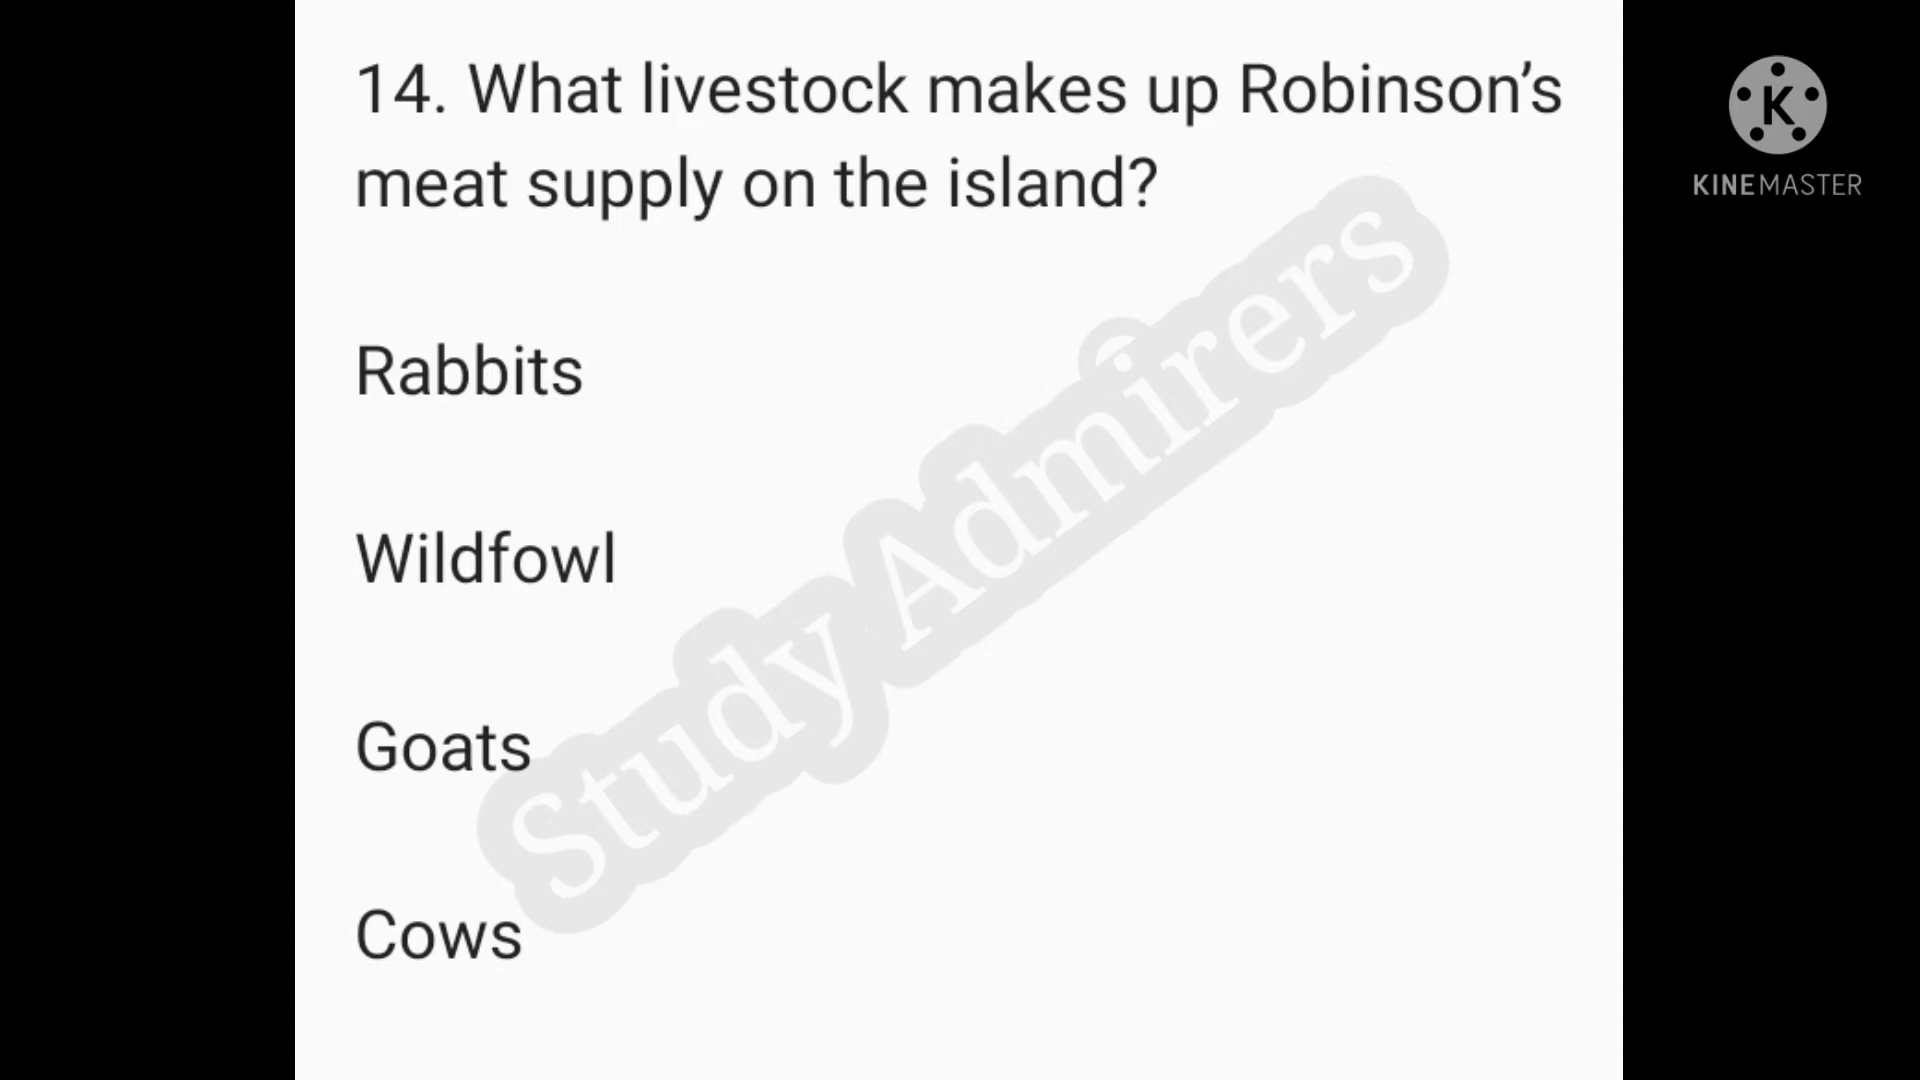 14. What livestock makes up Robinson’s
meat supply on the island?
Rabbits
Wildfowl
Goats
Cows
Study Admirers
K
KINEMASTER